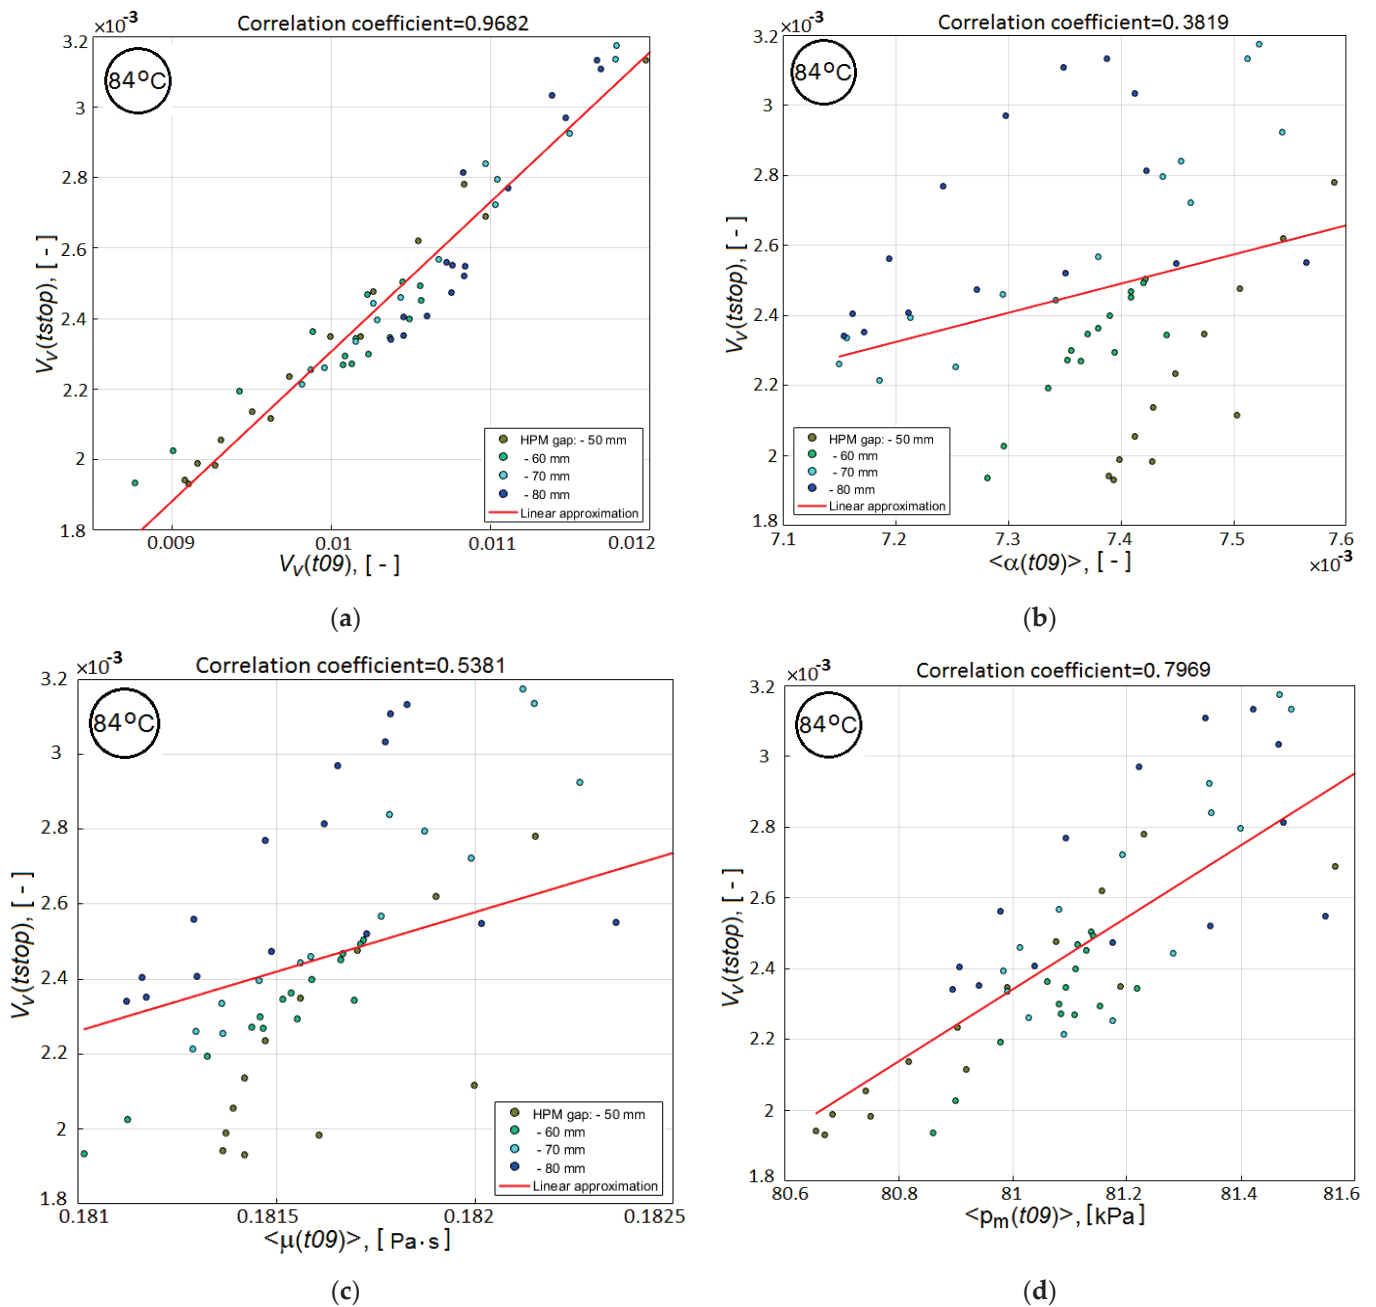 ×10⁻³
Correlation coefficient=0.9682
84°C
3.2
3
2.8
2.6
2.4
2.2
2
1.8
V_V(tstop), [ - ]
HPM gap: - 50 mm
- 60 mm
- 70 mm
- 80 mm
Linear approximation
0.009 0.01 0.011 0.012
V_V(t09), [ - ]
(a)
×10⁻³
Correlation coefficient=0.3819
84°C
3.2
3
2.8
2.6
2.4
2.2
2
1.8
V_V(tstop), [ - ]
HPM gap: - 50 mm
- 60 mm
- 70 mm
- 80 mm
Linear approximation
7.1 7.2 7.3 7.4 7.5 7.6
<α(t09)>, [ - ]
×10⁻³
(b)
×10⁻³
Correlation coefficient=0.5381
84°C
3.2
3
2.8
2.6
2.4
2.2
2
1.8
V_V(tstop), [ - ]
HPM gap: - 50 mm
- 60 mm
- 70 mm
- 80 mm
Linear approximation
0.181 0.1815 0.182 0.1825
<μ(t09)>, [ Pa·s]
(c)
×10⁻³
Correlation coefficient=0.7969
84°C
3.2
3
2.8
2.6
2.4
2.2
2
1.8
V_V(tstop), [ - ]
80.6 80.8 81 81.2 81.4 81.6
<p_m(t09)>, [kPa]
(d)